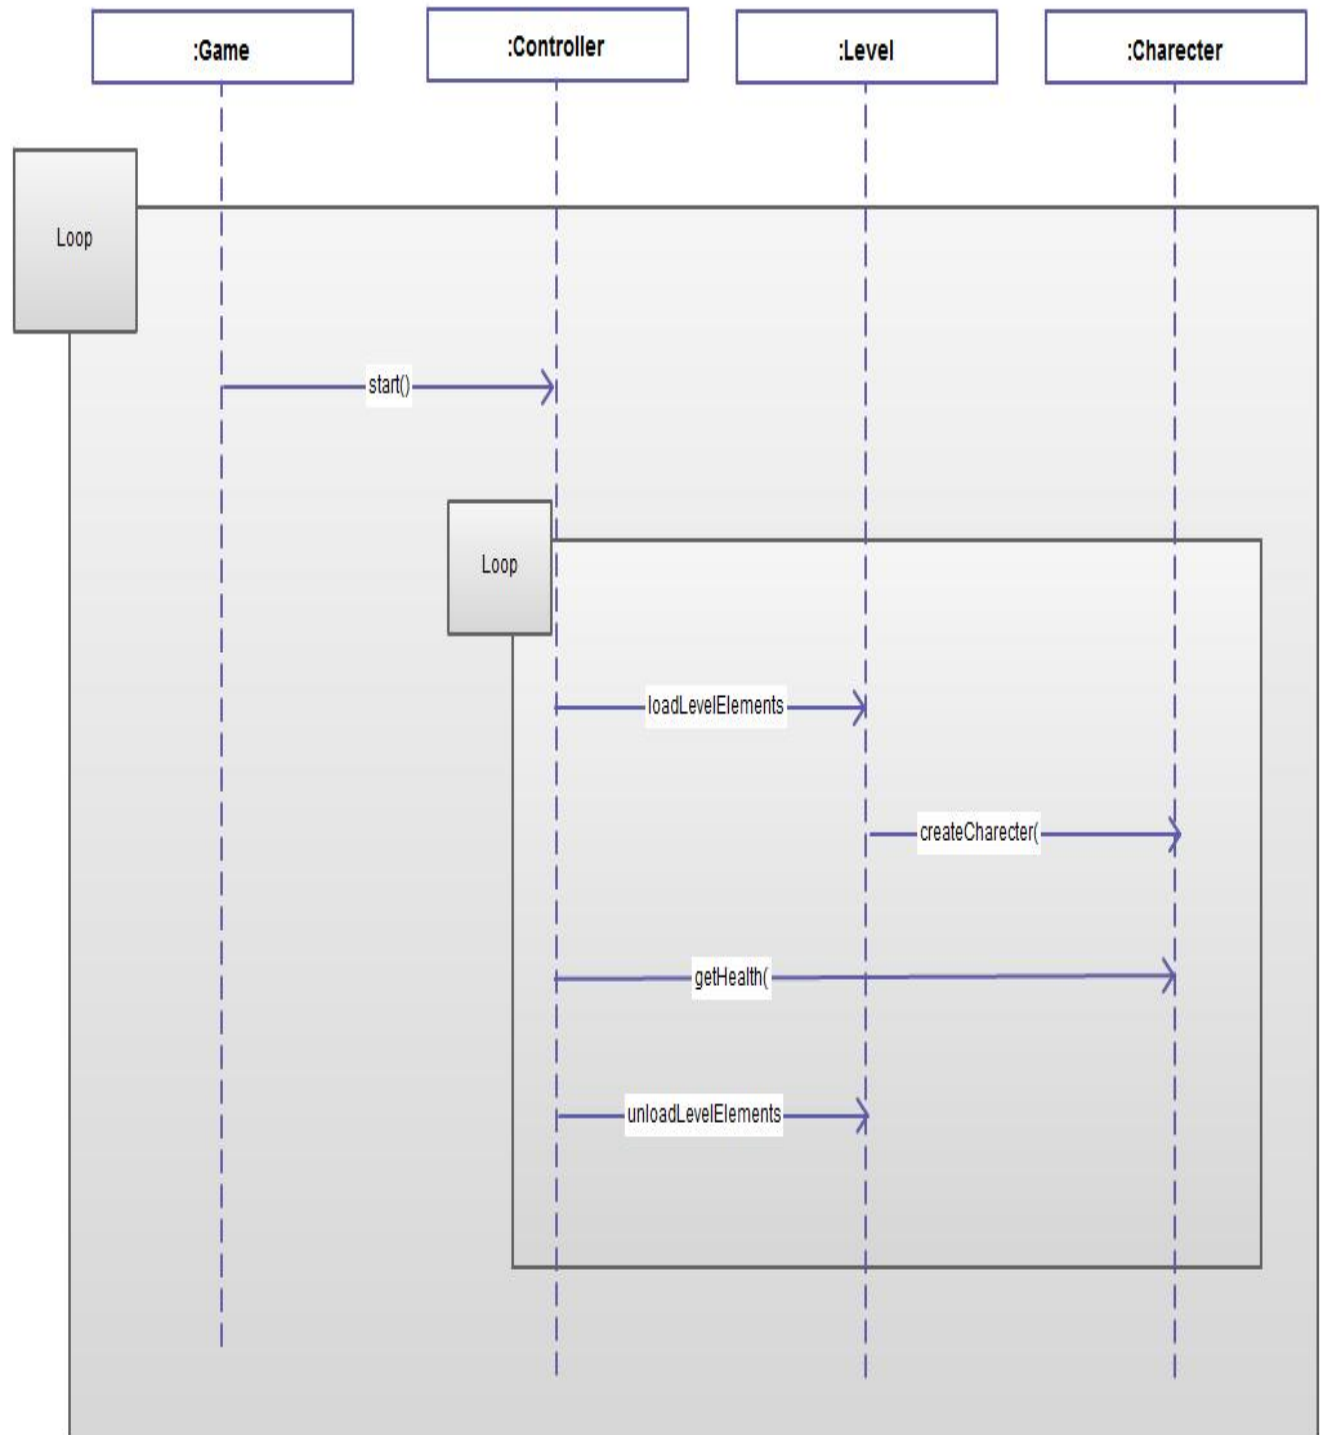 :Game
:Controller
:Level
:Charecter
Loop
start()
Loop
loadLevelElements
createCharecter(
getHealth(
unloadLevelElements